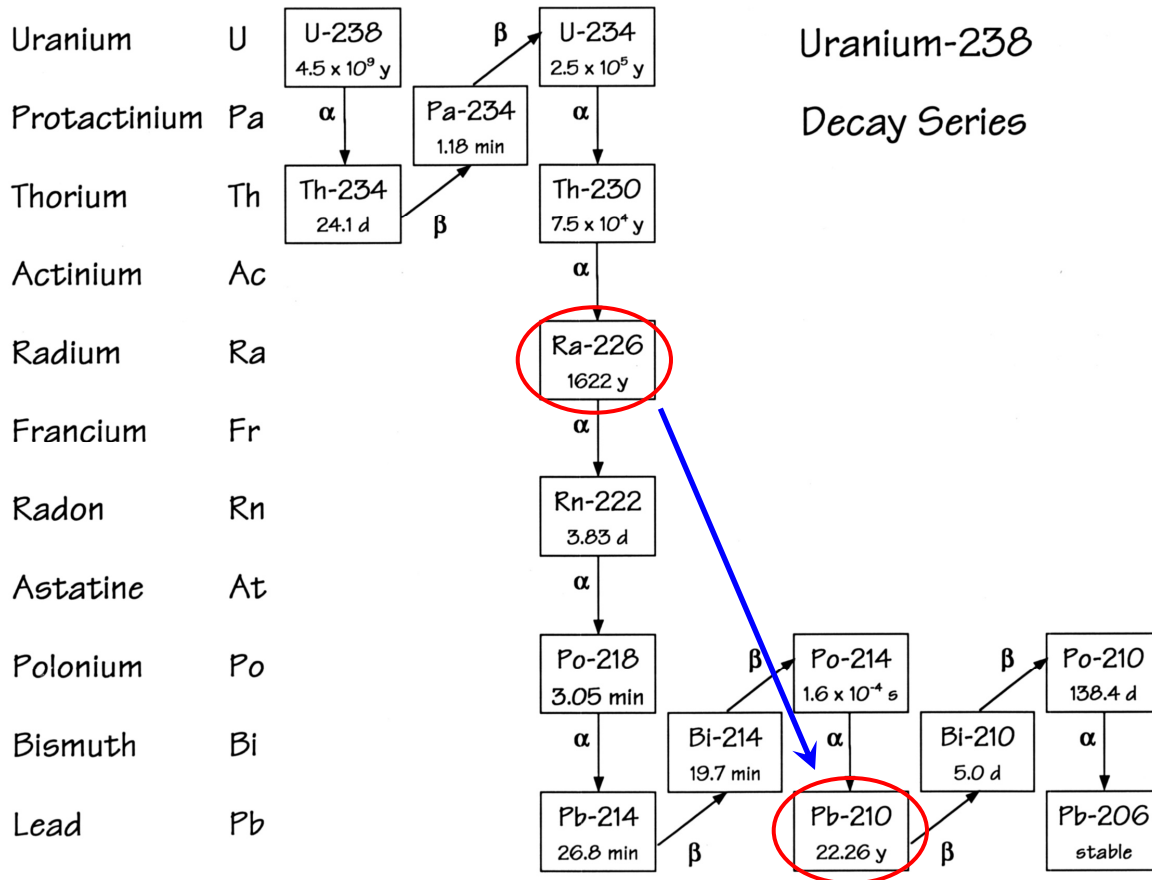 Uranium U U-238 U-234 Uranium-238
4.5 x 10⁹ y β 2.5 x 10⁵ y
Protactinium Pa α Pa-234 α Decay Series
1.18 min
Thorium Th Th-234 Th-230
24.1 d β 7.5 x 10⁴ y
Actinium Ac α
Radium Ra Ra-226
1622 y
Francium Fr α
Radon Rn Rn-222
3.83 d
Astatine At α
Polonium Po Po-218 β Po-214 β Po-210
3.05 min 1.6 x 10⁻⁴ s 138.4 d
Bismuth Bi α Bi-214 α Bi-210 α
19.7 min 5.0 d
Lead Pb Pb-214 Pb-210 Pb-206
26.8 min β 22.26 y β stable